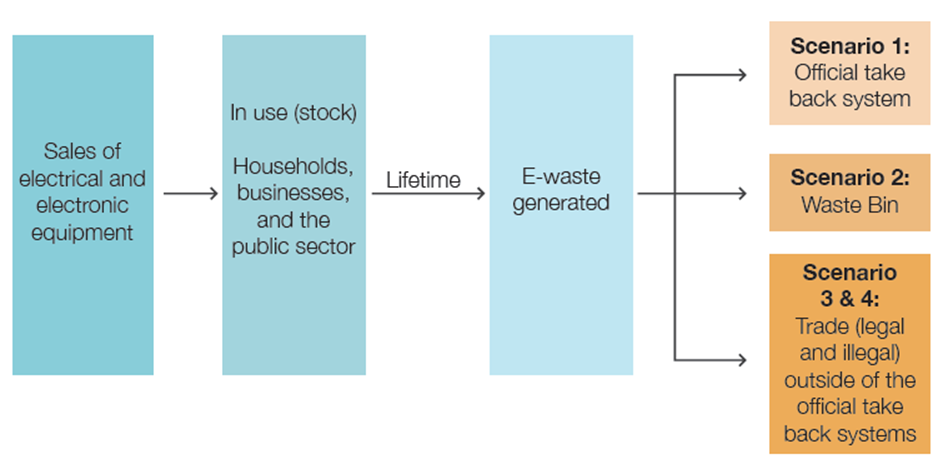 Sales of
electrical and
electronic
equipment
In use (stock)
Households,
businesses,
and the
public sector
Lifetime
E-waste
generated
Scenario 1:
Official take
back system
Scenario 2:
Waste Bin
Scenario
3 & 4:
Trade (legal
and illegal)
outside of the
official take
back systems